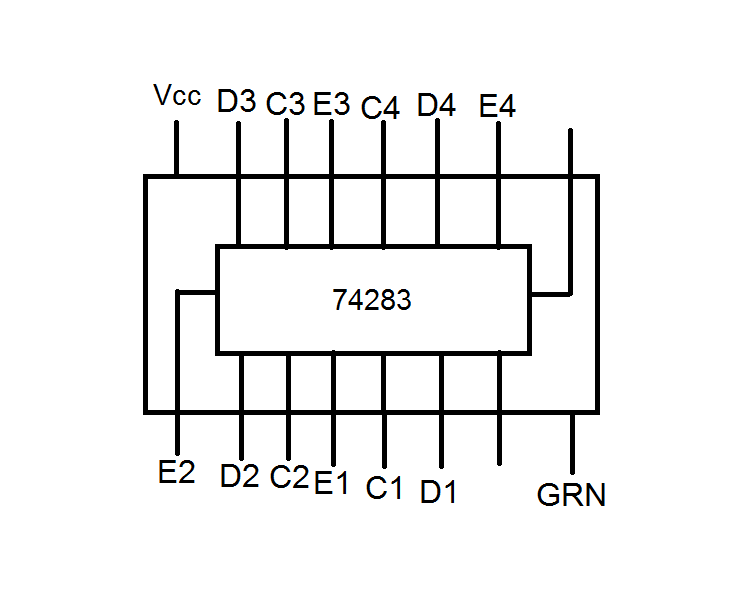 Vcc D3 C3 E3 C4 D4 E4
74283
E2 D2 C2 E1 C1 D1 GRN